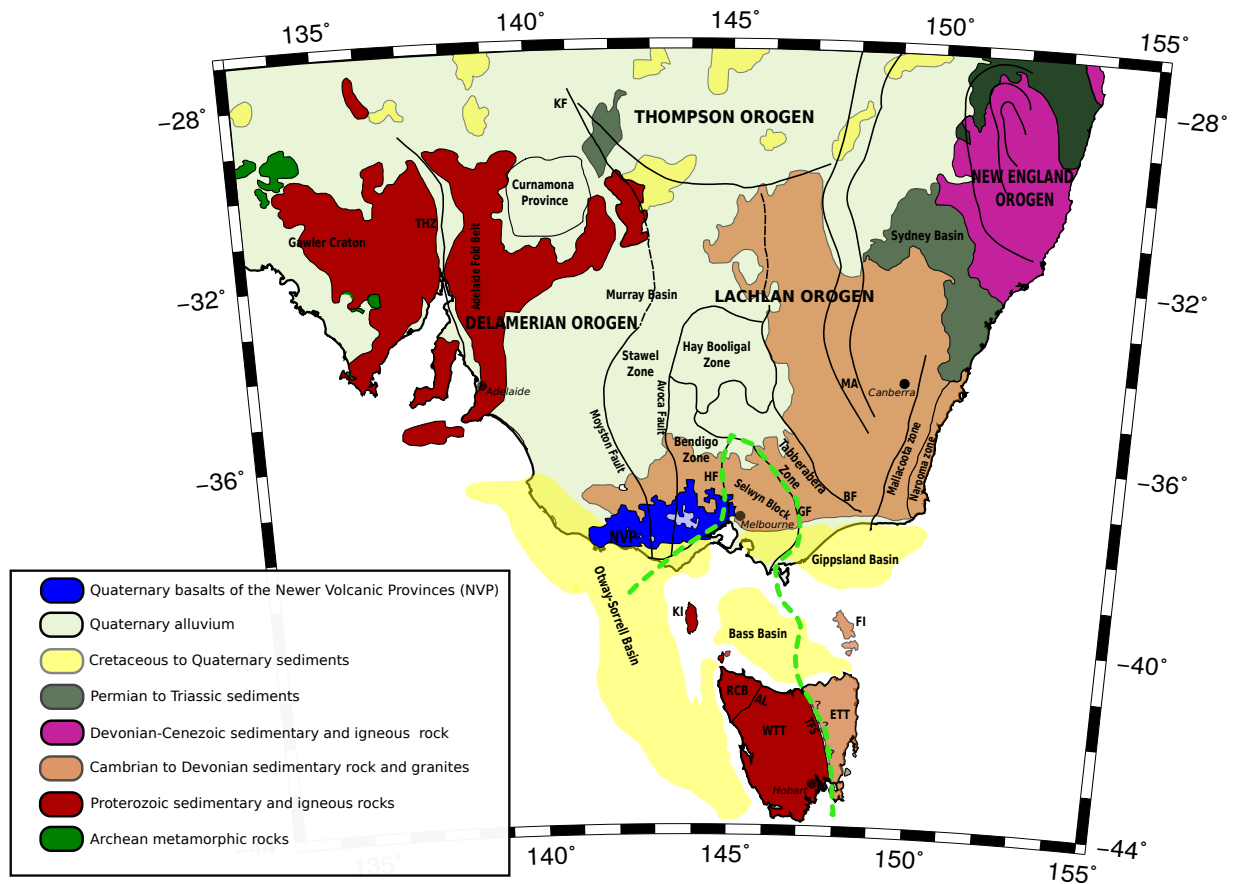 135˚
140˚
145˚
150˚
155˚
−28˚
−28˚
KF
THOMPSON OROGEN
Curnamona
Province
NEW ENGLAND
OROGEN
THZ
Gawler Craton
Adelaide Fold Belt
Sydney Basin
−32˚
−32˚
Murray Basin
LACHLAN OROGEN
DELAMERIAN OROGEN
Stawel
Zone
Hay Booligal
Zone
Adelaide
Avoca Fault
MA
Canberra
Moyston Fault
Bendigo
Zone
Tabberabera
Zone
Mallacoota zone
Narooma zone
−36˚
−36˚
HF
Selwyn Block
BF
GF
Melbourne
NVP
Gippsland Basin
Otway-Sorrell Basin
KI
FI
Bass Basin
−40˚
RCB
AL
?
ETT
WTT
TFS
?
Hobart
Quaternary basalts of the Newer Volcanic Provinces (NVP)
Quaternary alluvium
Cretaceous to Quaternary sediments
Permian to Triassic sediments
Devonian-Cenezoic sedimentary and igneous rock
Cambrian to Devonian sedimentary rock and granites
Proterozoic sedimentary and igneous rocks
Archean metamorphic rocks
−44˚
−44˚
135˚
140˚
145˚
150˚
155˚